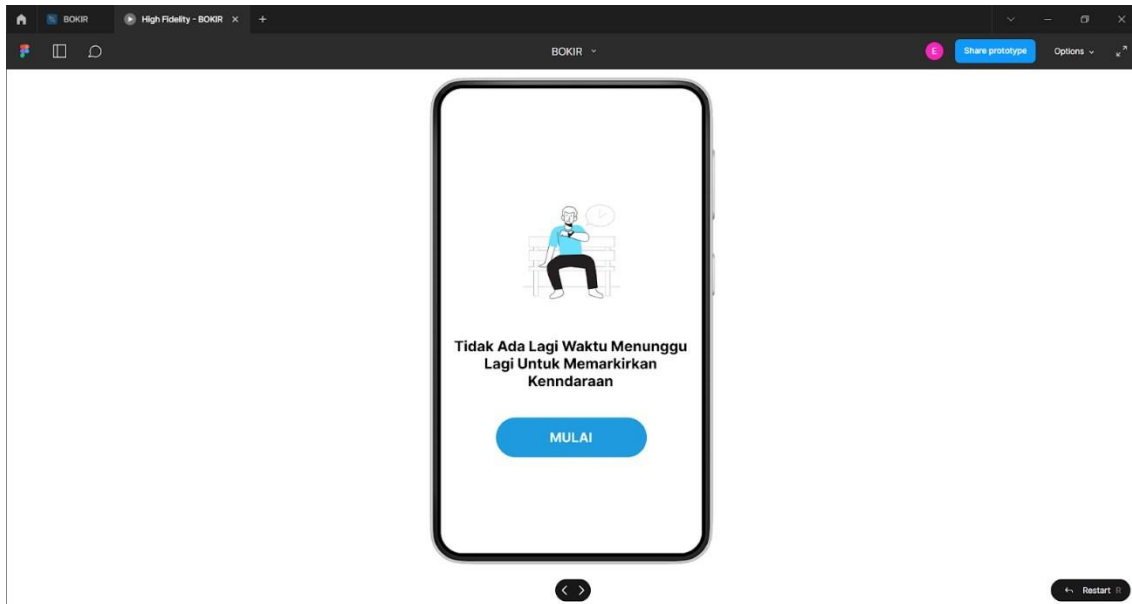 BOKIR
High Fidelity - BOKIR
BOKIR
E
Share prototype
Options
Tidak Ada Lagi Waktu Menunggu
Lagi Untuk Memarkirkan
Kenndaraan
MULAI
Restart R